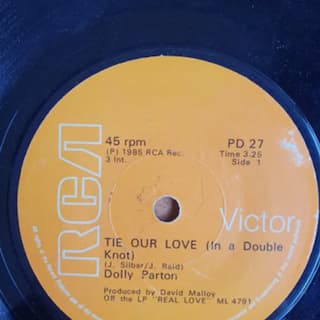 45 rpm
PD 27
(P) 1985 RCA Rec.
Time 3.25
3 Int..
Side 1
RCA
Victor
TIE OUR LOVE (In a Double
Knot)
(J. Silbar/J. Reid)
Dolly Parton
Produced by David Malloy
Off the LP "REAL LOVE" ML 4791